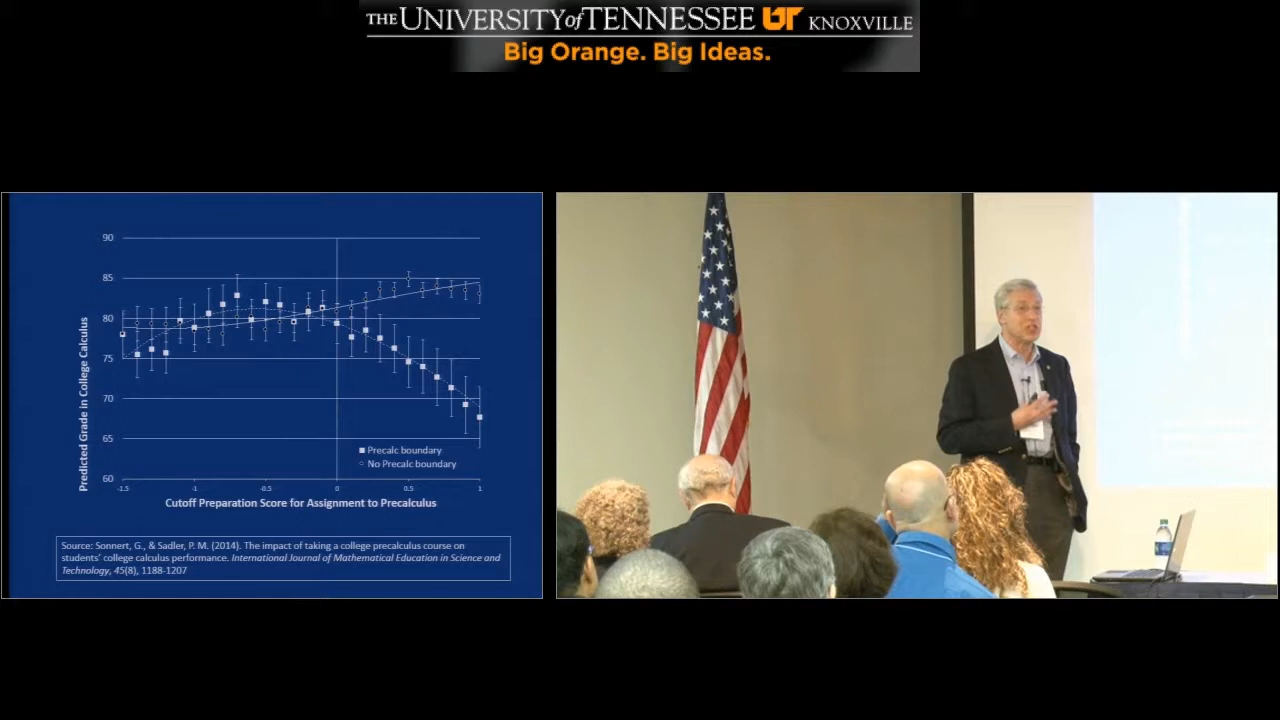 THE UNIVERSITY of TENNESSEE UT KNOXVILLE
Big Orange. Big Ideas.
90
85
80
75
70
65
60
Predicted Grade in College Calculus
-1.5
-1
-0.5
0
0.5
1
Precalc boundary
No Precalc boundary
Cutoff Preparation Score for Assignment to Precalculus
Source: Sonnert, G., & Sadler, P. M. (2014). The impact of taking a college precalculus course on
students’ college calculus performance. International Journal of Mathematical Education in Science and
Technology, 45(8), 1188-1207